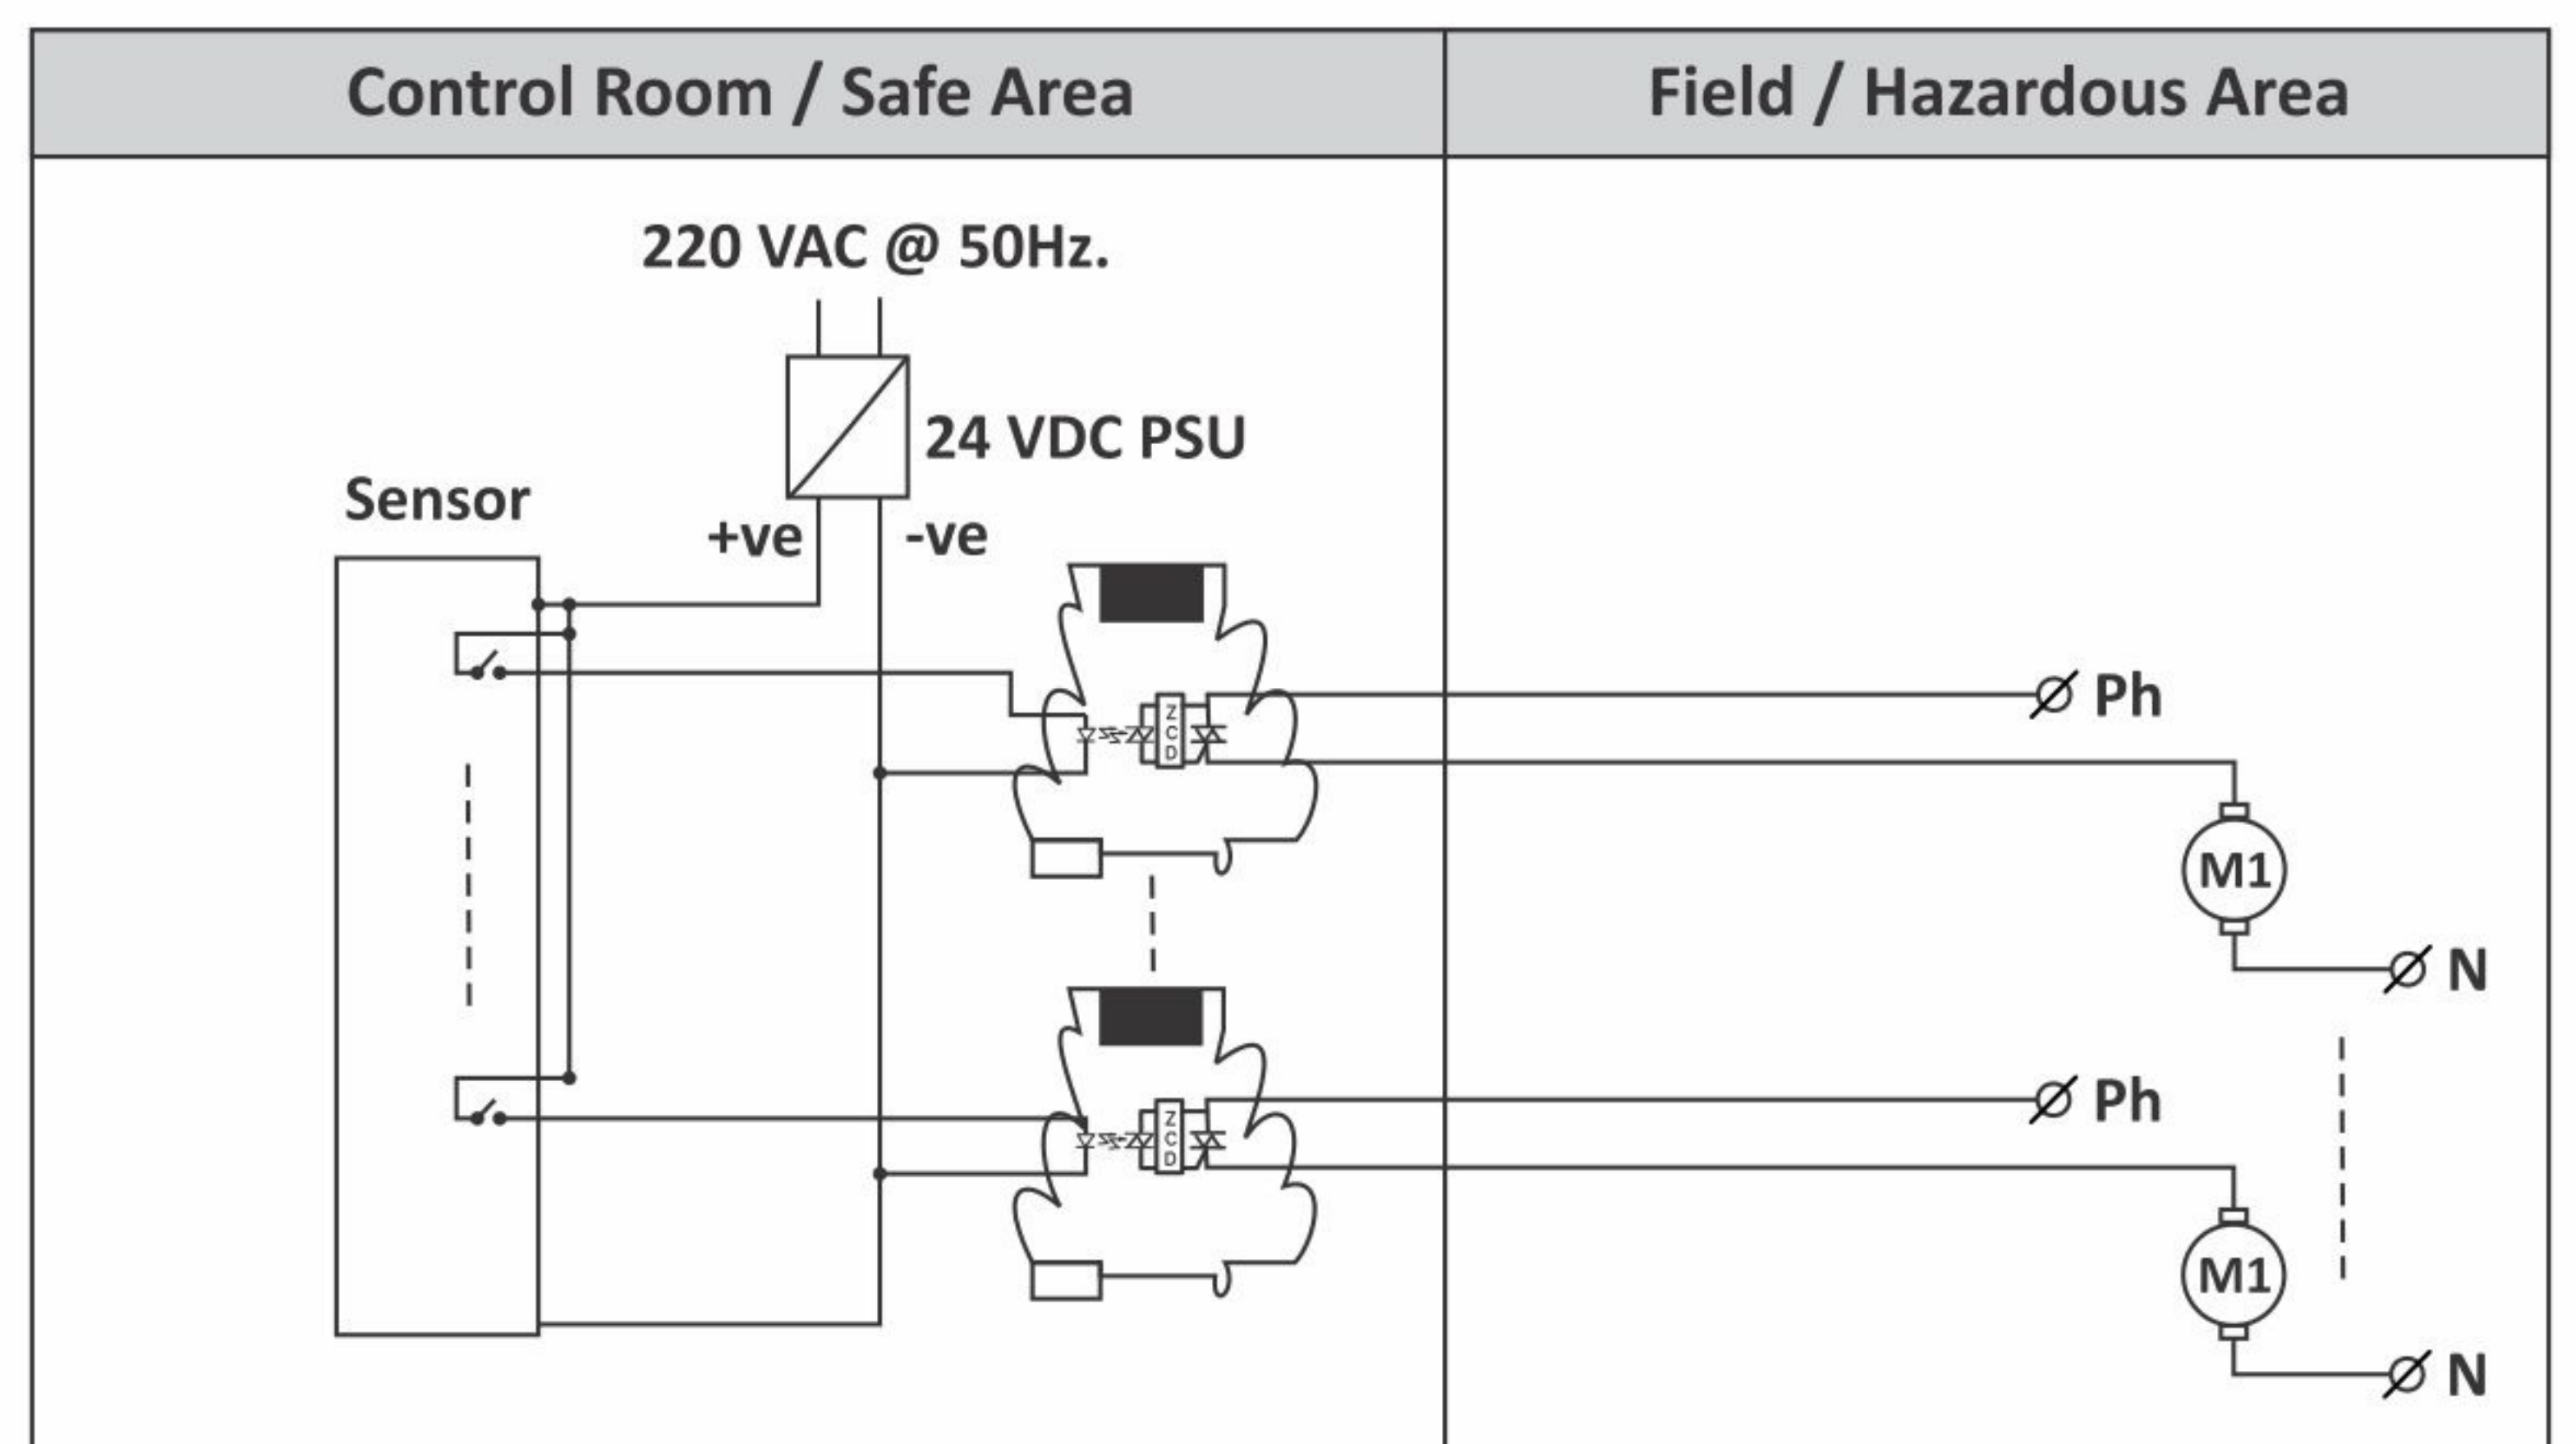 Control Room / Safe Area
Field / Hazardous Area
220 VAC @ 50Hz.
24 VDC PSU
Sensor
+ve
-ve
Z
C
D
Ph
M1
N
Z
C
D
Ph
M1
N